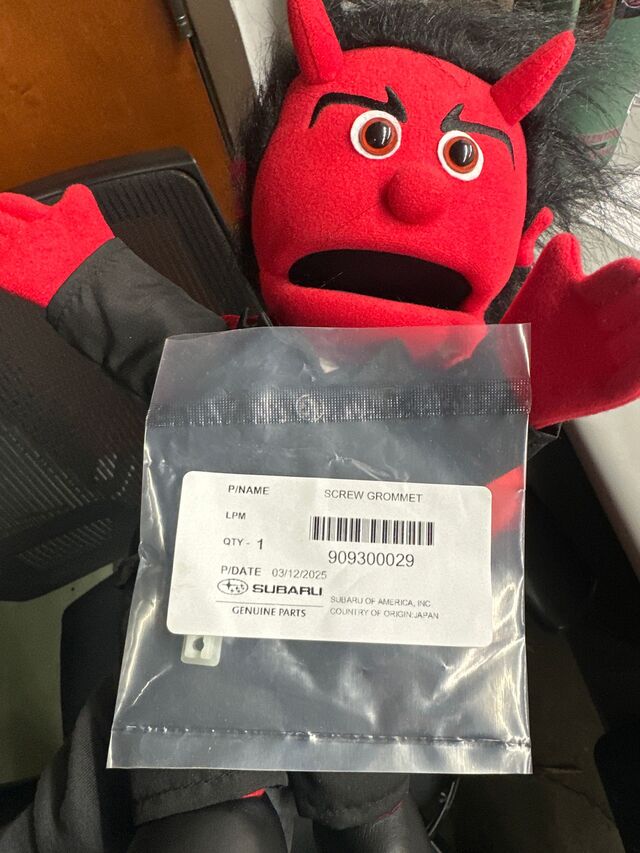 P/NAME SCREW GROMMET
LPM
QTY - 1
909300029
P/DATE 03/12/2025
SUBARU
GENUINE PARTS
SUBARU OF AMERICA, INC
COUNTRY OF ORIGIN:JAPAN